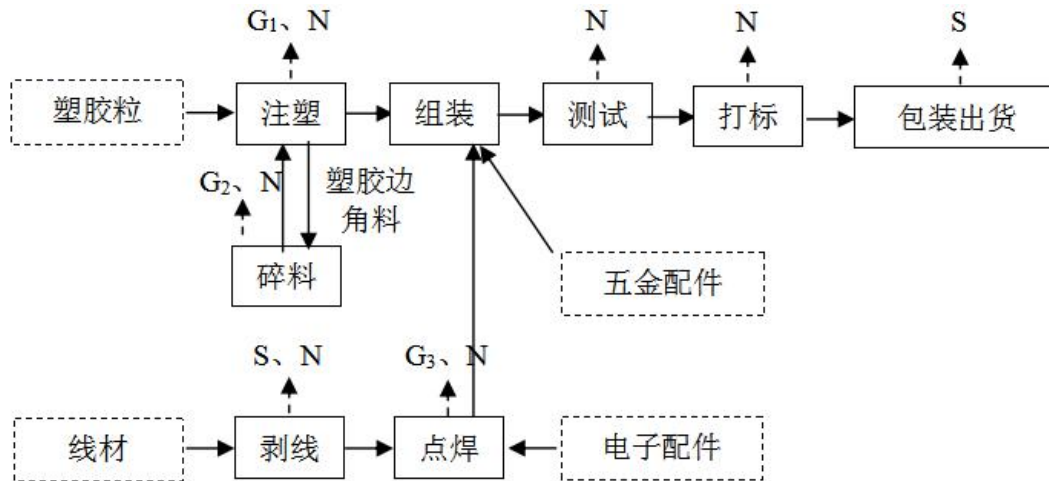 G₁、N
N
N
S
塑胶粒
注塑
组装
测试
打标
包装出货
G₂、N
塑胶边
角料
碎料
五金配件
S、N
G₃、N
线材
剥线
点焊
电子配件